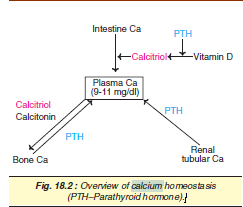 Intestine Ca
PTH
Calcitriol
Vitamin D
Plasma Ca
(9-11 mg/dl)
Calcitriol
Calcitonin
PTH
PTH
Bone Ca
Renal
tubular Ca
Fig. 18.2 : Overview of calcium homeostasis
(PTH–Parathyroid hormone).